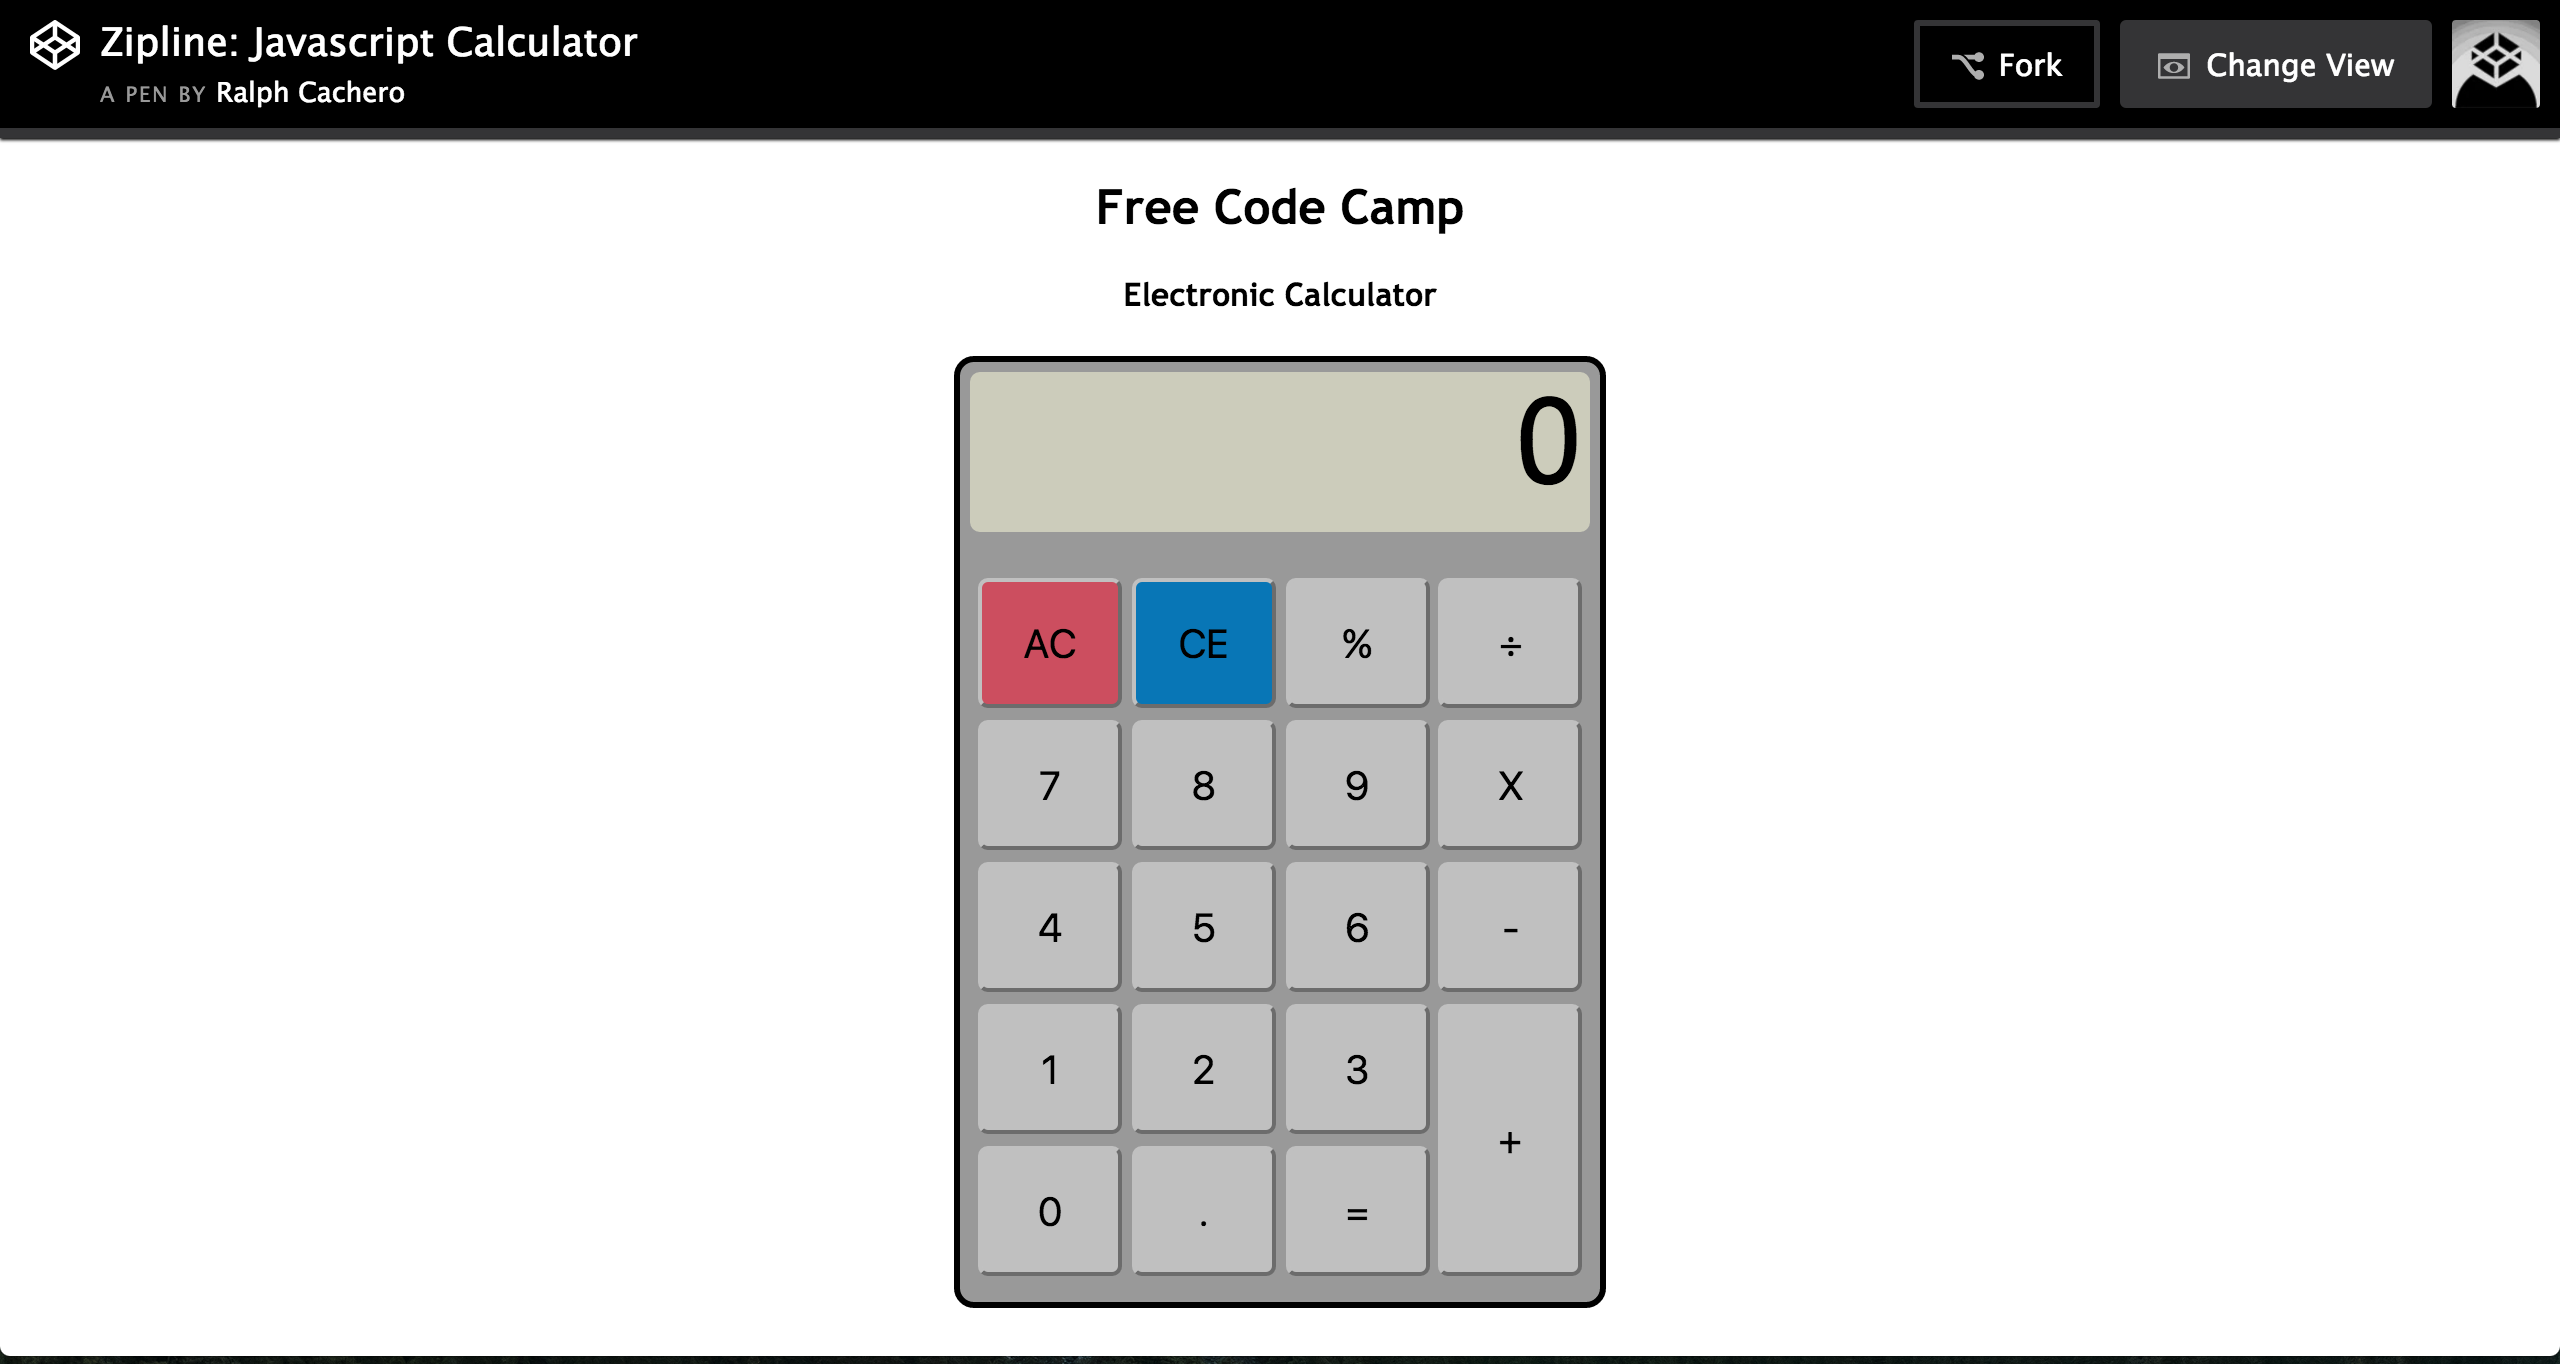 Zipline: Javascript Calculator
A PEN BY Ralph Cachero
Fork
Change View
Free Code Camp
Electronic Calculator
0
AC CE % ÷
7 8 9 X
4 5 6 -
1 2 3
+
0 . =